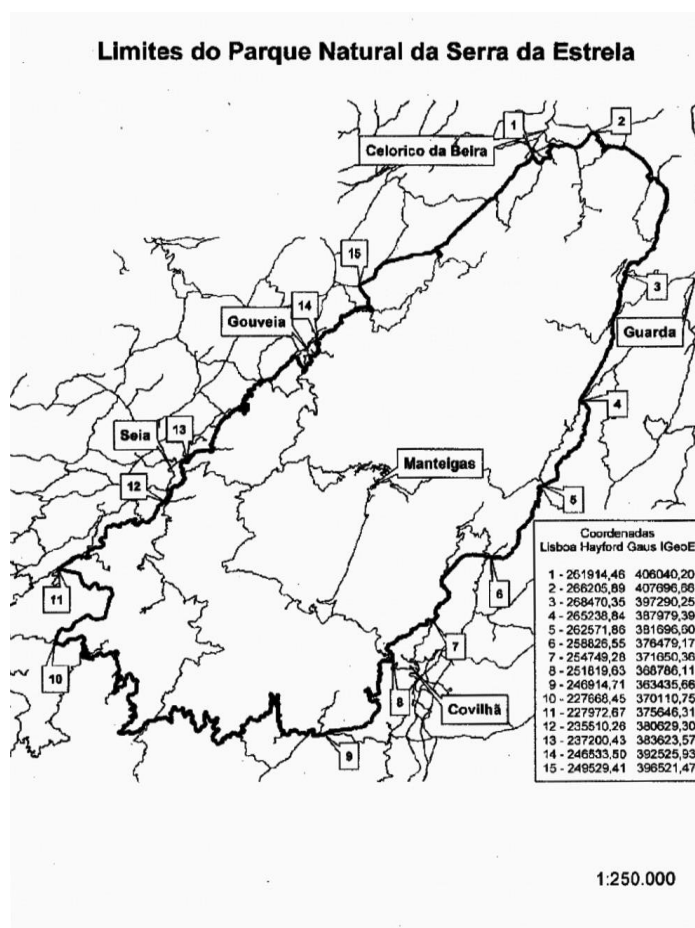 Limites do Parque Natural da Serra da Estrela
1
2
Celorico da Beira
15
3
14
Gouveia
Guarda
4
Seia
13
Manteigas
12
5
Coordenadas
Lisboa Hayford Gaus IGeoE
1 - 261914,46 406040,20
2 - 266205,89 407696,66
3 - 268470,35 397290,25
4 - 265238,84 387979,39
5 - 262571,86 381696,60
6 - 258826,55 376479,17
7 - 254749,28 371650,36
8 - 251819,63 368786,11
9 - 246914,71 363435,66
10 - 227668,45 370110,75
11 - 227972,67 375646,31
12 - 235510,26 380629,30
13 - 237200,43 383623,57
14 - 246533,50 392525,93
15 - 249529,41 396521,47
6
11
7
10
8
Covilhã
9
1:250.000